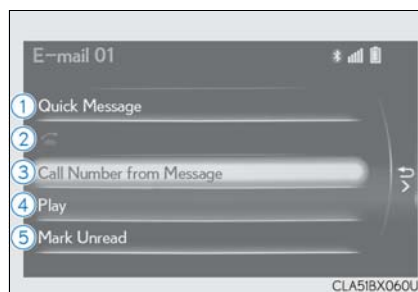 E-mail 01
1 Quick Message
2
3 Call Number from Message
4 Play
5 Mark Unread
CLA51BX060U